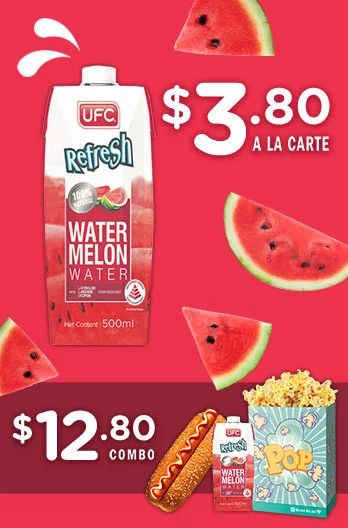 $3.80
A LA CARTE
UFC
Refresh
100%
NATURAL
WATER
MELON
WATER
Net Content : 500ml
$12.80
COMBO
UFC
Refresh
WATER
MELON
WATER
POP